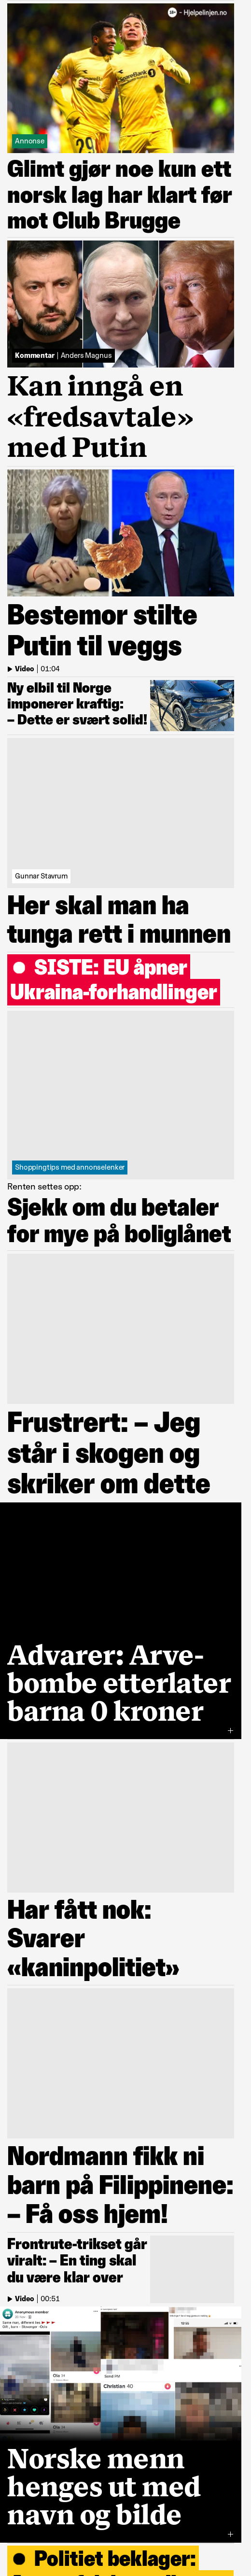 18+ - Hjelpelinjen.no
Annonse
Glimt gjør noe kun ett
norsk lag har klart før
mot Club Brugge
Kommentar | Anders Magnus
Kan inngå en
«fredsavtale»
med Putin
Bestemor stilte
Putin til veggs
Video | 01:04
Ny elbil til Norge
imponerer kraftig:
– Dette er svært solid!
Gunnar Stavrum
Her skal man ha
tunga rett i munnen
SISTE: EU åpner
Ukraina-forhandlinger
Shoppingtips med annonselenker
Renten settes opp:
Sjekk om du betaler
for mye på boliglånet
Frustrert: – Jeg
står i skogen og
skriker om dette
Advarer: Arve-
bombe etterlater
barna 0 kroner
Har fått nok:
Svarer
«kaninpolitiet»
Nordmann fikk ni
barn på Filippinene:
– Få oss hjem!
Frontrute-trikset går
viralt: – En ting skal
du være klar over
Video | 00:51
Anonymous member
Christian 40
Norske menn
henges ut med
navn og bilde
Politiet beklager: